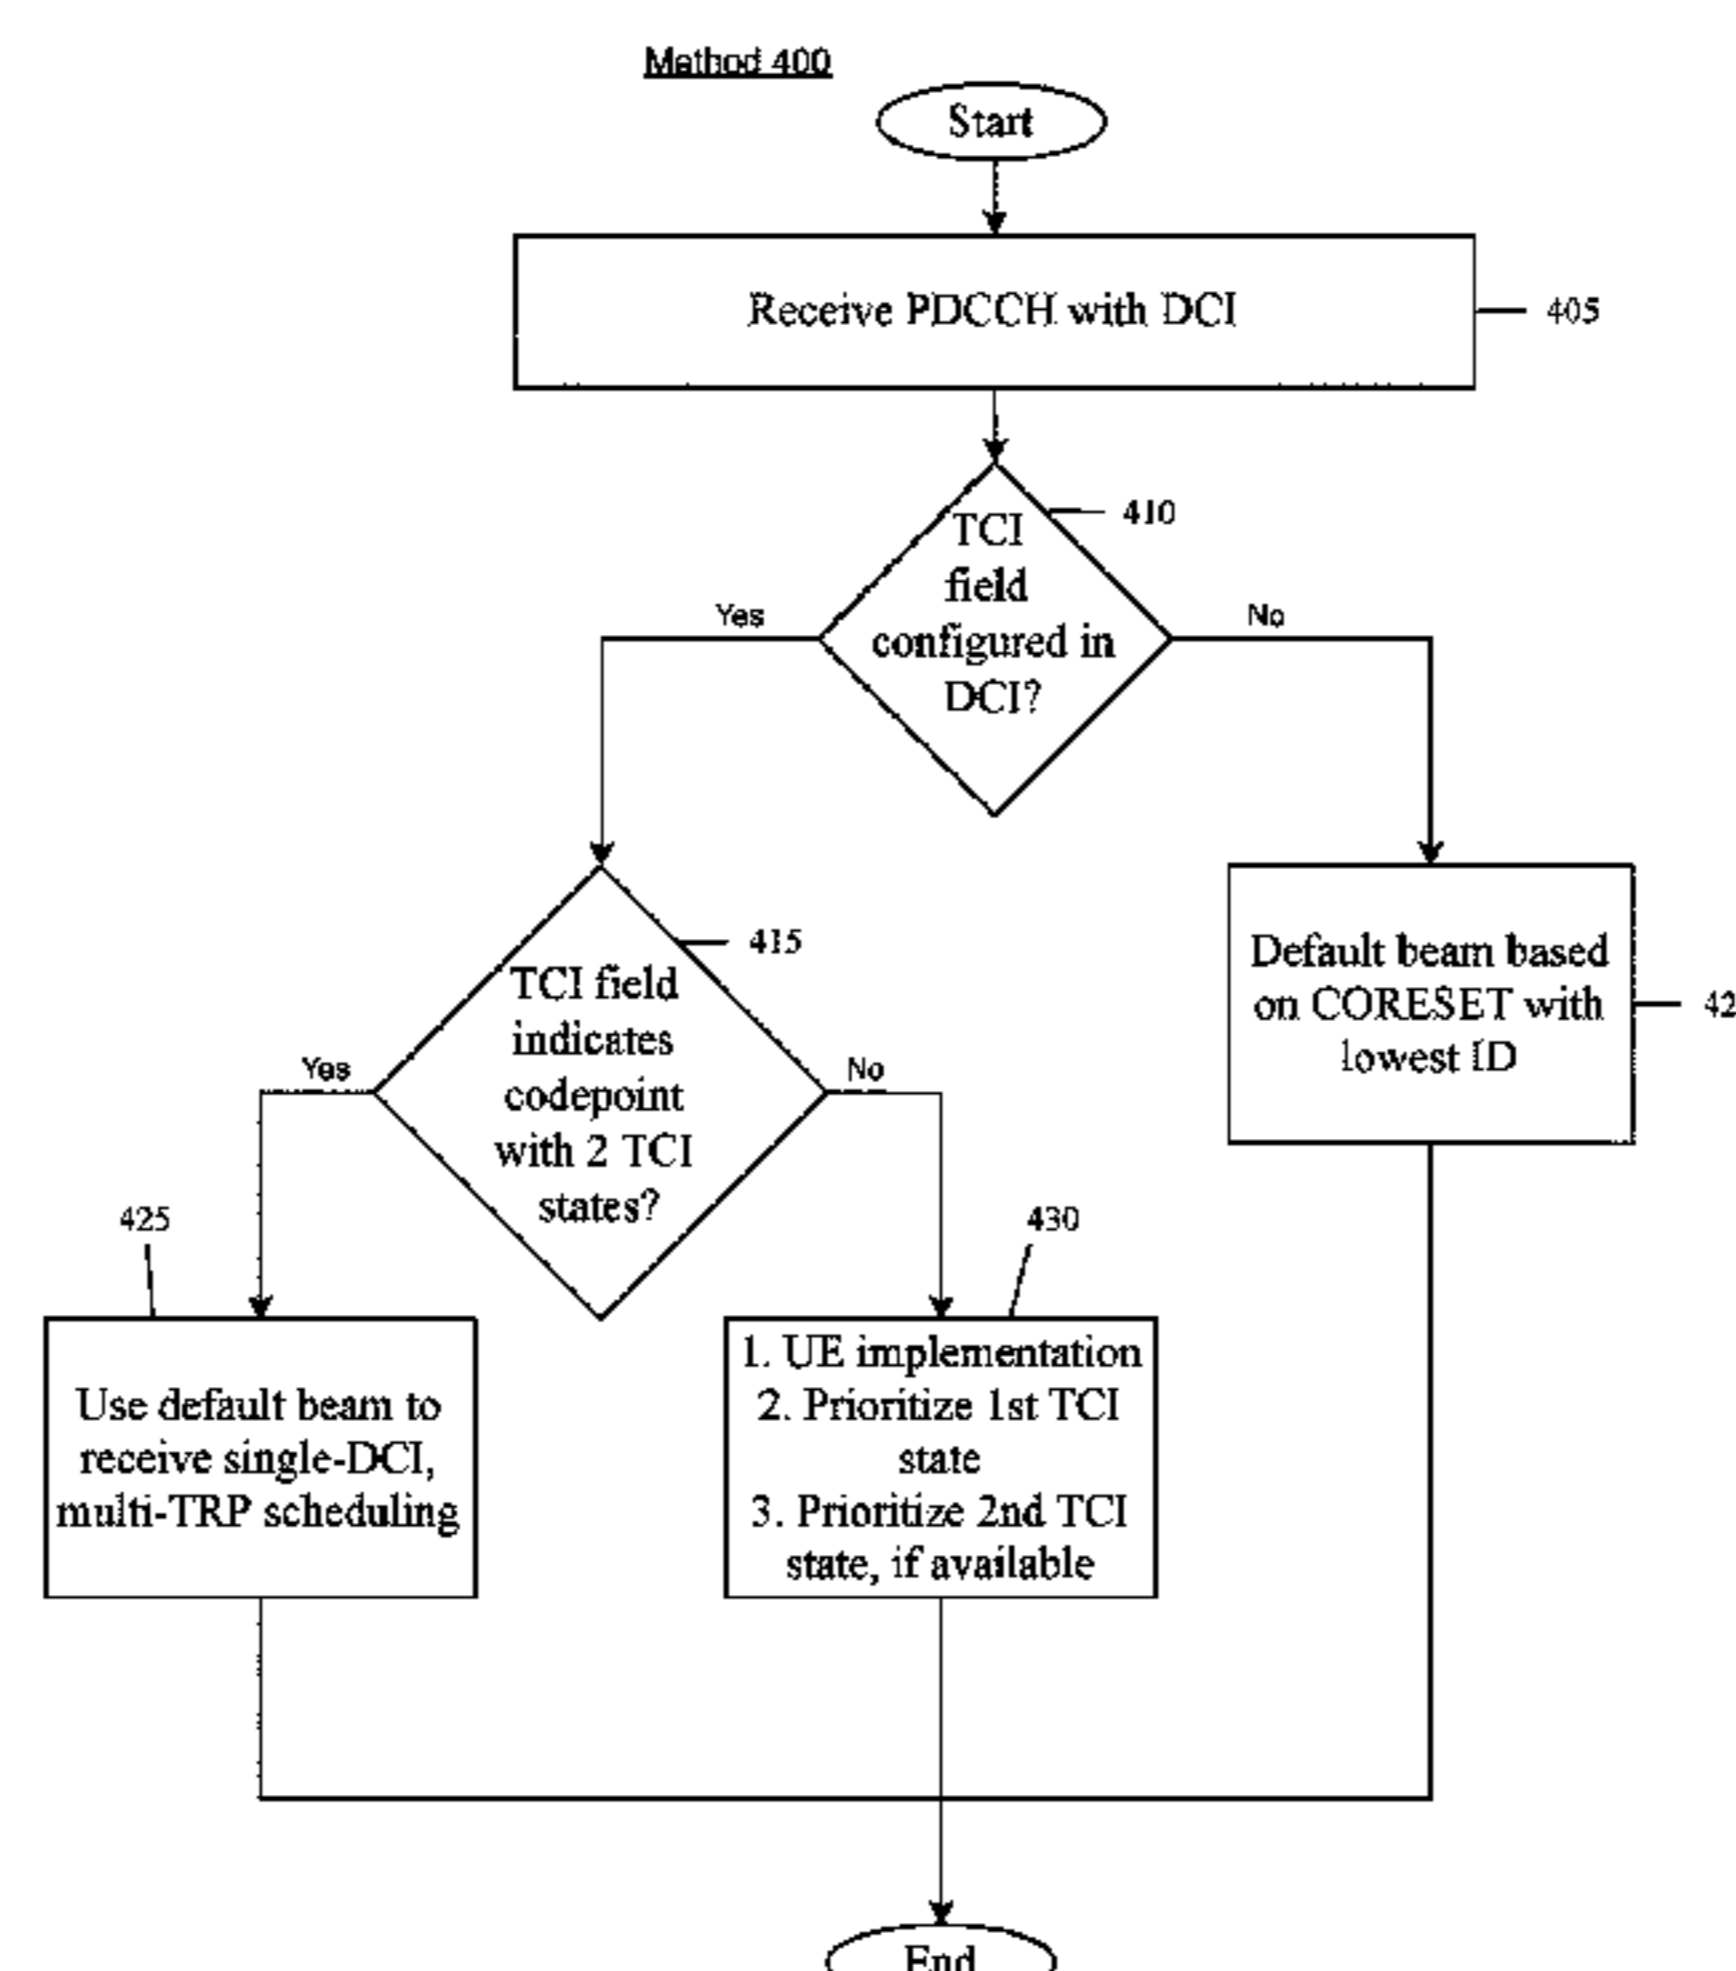 Method 400
Start
Receive PDCCH with DCI
405
410
TCI
field
configured in
DCI?
Yes
No
415
TCI field
indicates
codepoint
with 2 TCI
states?
Default beam based
on CORESET with
lowest ID
42
Yes
No
425
430
Use default beam to
receive single-DCI,
multi-TRP scheduling
1. UE implementation
2. Prioritize 1st TCI
state
3. Prioritize 2nd TCI
state, if available
End